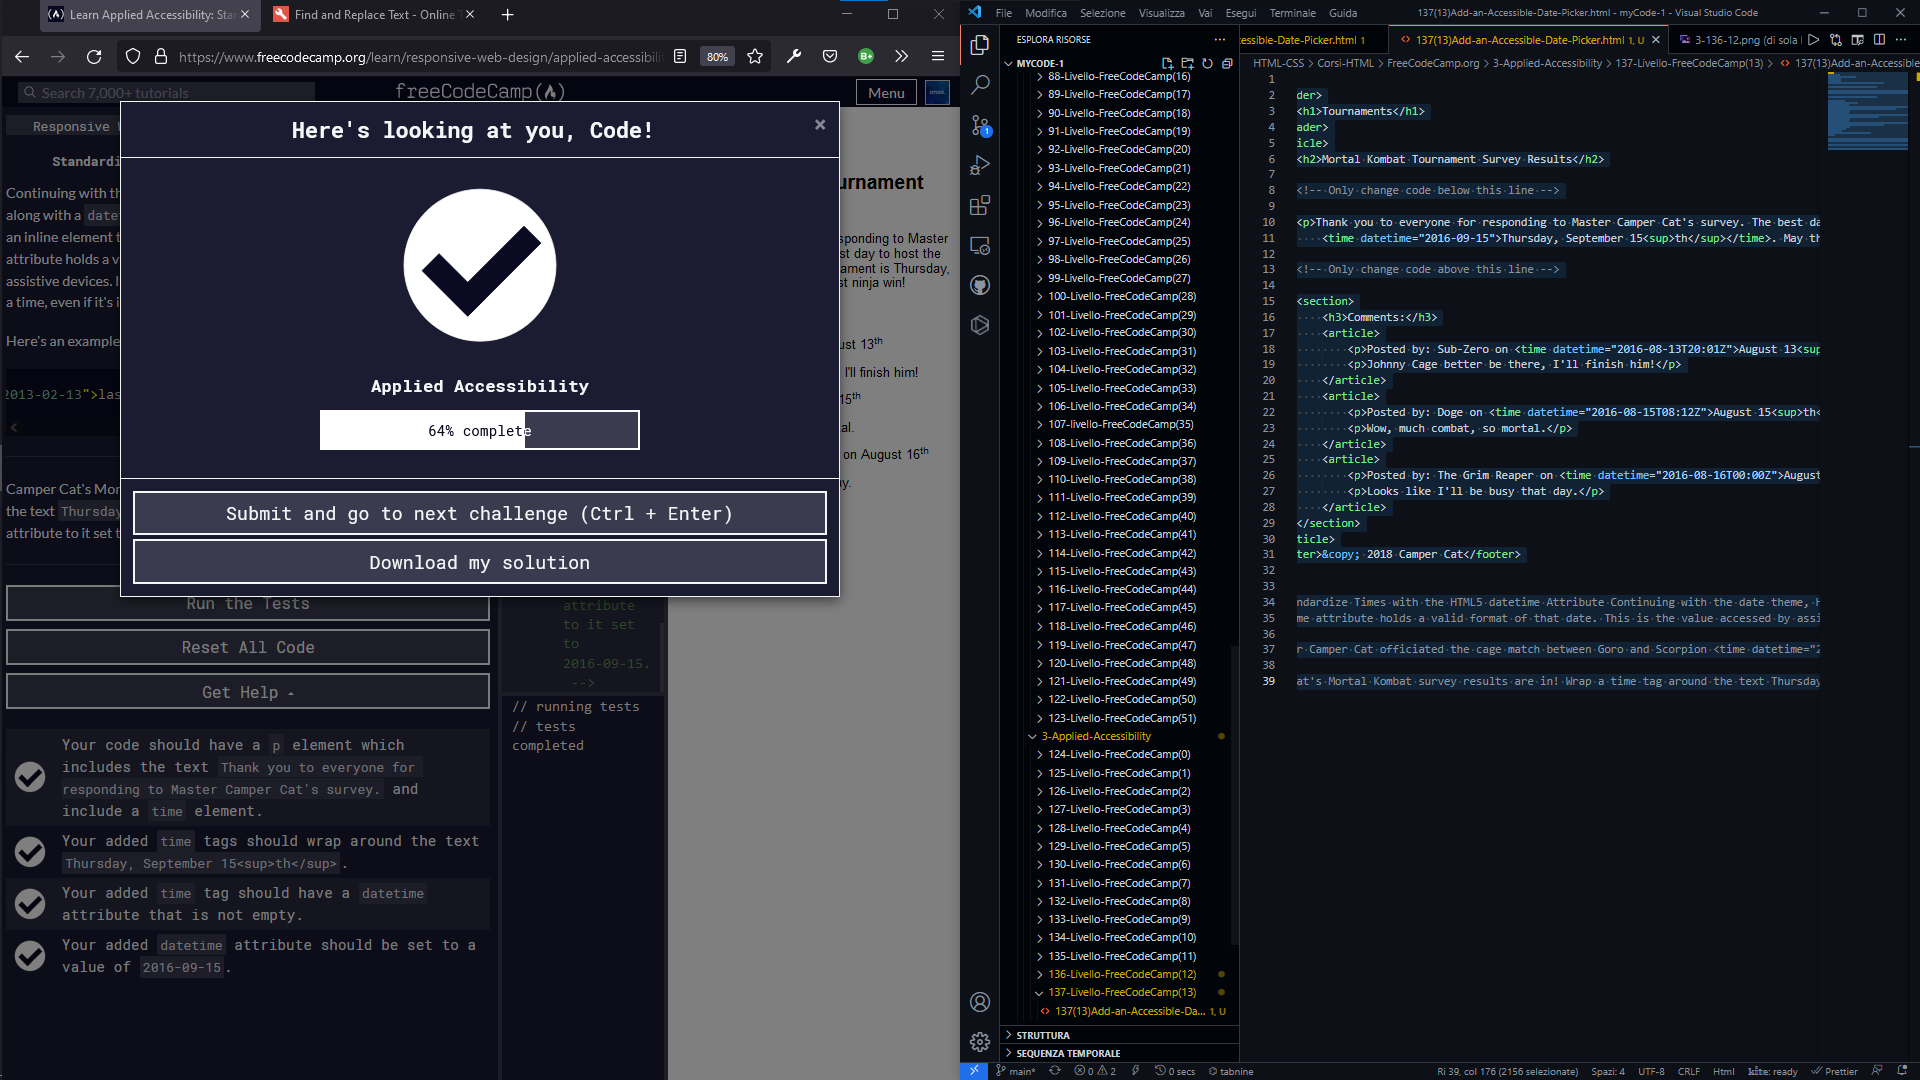 Learn Applied Accessibility: Sta
Find and Replace Text - Online T
https://www.freecodecamp.org/learn/responsive-web-design/applied-accessibili
80%
Search 7,000+ tutorials
freeCodeCamp
Menu
Responsive
Here's looking at you, Code!
Applied Accessibility
64% complete
Submit and go to next challenge (Ctrl + Enter)
Download my solution
Standardi
Continuing with th
along with a date
an inline element t
attribute holds a v
assistive devices. I
a time, even if it's i
Here's an example
2013-02-13">las
Camper Cat's Mor
the text Thursday
attribute to it set t
Run the Tests
Reset All Code
Get Help
Your code should have a p element which
includes the text Thank you to everyone for
responding to Master Camper Cat's survey. and
include a time element.
Your added time tags should wrap around the text
Thursday, September 15<sup>th</sup>.
Your added time tag should have a datetime
attribute that is not empty.
Your added datetime attribute should be set to a
value of 2016-09-15.
attribute
to it set
to
2016-09-15.
-->
// running tests
// tests
completed
urnament
sponding to Master
st day to host the
ament is Thursday,
st ninja win!
ust 13th
I'll finish him!
15th
tal.
on August 16th
y.
File Modifica Selezione Visualizza Vai Esegui Terminale Guida
137(13)Add-an-Accessible-Date-Picker.html - myCode-1 - Visual Studio Code
ESPLORA RISORSE
essible-Date-Picker.html 1
137(13)Add-an-Accessible-Date-Picker.html 1, U
3-136-12.png (di sola l
MYCODE-1
HTML-CSS > Corsi-HTML > FreeCodeCamp.org > 3-Applied-Accessibility > 137-Livello-FreeCodeCamp(13) > 137(13)Add-an-Accessible
88-Livello-FreeCodeCamp(16)
89-Livello-FreeCodeCamp(17)
90-Livello-FreeCodeCamp(18)
91-Livello-FreeCodeCamp(19)
92-Livello-FreeCodeCamp(20)
93-Livello-FreeCodeCamp(21)
94-Livello-FreeCodeCamp(22)
95-Livello-FreeCodeCamp(23)
96-Livello-FreeCodeCamp(24)
97-Livello-FreeCodeCamp(25)
98-Livello-FreeCodeCamp(26)
99-Livello-FreeCodeCamp(27)
100-Livello-FreeCodeCamp(28)
101-Livello-FreeCodeCamp(29)
102-Livello-FreeCodeCamp(30)
103-Livello-FreeCodeCamp(31)
104-Livello-FreeCodeCamp(32)
105-Livello-FreeCodeCamp(33)
106-Livello-FreeCodeCamp(34)
107-livello-FreeCodeCamp(35)
108-Livello-FreeCodeCamp(36)
109-Livello-FreeCodeCamp(37)
110-Livello-FreeCodeCamp(38)
111-Livello-FreeCodeCamp(39)
112-Livello-FreeCodeCamp(40)
113-Livello-FreeCodeCamp(41)
114-Livello-FreeCodeCamp(42)
115-Livello-FreeCodeCamp(43)
116-Livello-FreeCodeCamp(44)
117-Livello-FreeCodeCamp(45)
118-Livello-FreeCodeCamp(46)
119-Livello-FreeCodeCamp(47)
120-Livello-FreeCodeCamp(48)
121-Livello-FreeCodeCamp(49)
122-Livello-FreeCodeCamp(50)
123-Livello-FreeCodeCamp(51)
3-Applied-Accessibility
124-Livello-FreeCodeCamp(0)
125-Livello-FreeCodeCamp(1)
126-Livello-FreeCodeCamp(2)
127-Livello-FreeCodeCamp(3)
128-Livello-FreeCodeCamp(4)
129-Livello-FreeCodeCamp(5)
130-Livello-FreeCodeCamp(6)
131-Livello-FreeCodeCamp(7)
132-Livello-FreeCodeCamp(8)
133-Livello-FreeCodeCamp(9)
134-Livello-FreeCodeCamp(10)
135-Livello-FreeCodeCamp(11)
136-Livello-FreeCodeCamp(12)
137-Livello-FreeCodeCamp(13)
137(13)Add-an-Accessible-Da... 1, U
STRUTTURA
SEQUENZA TEMPORALE
1
2 der>
3 <h1>Tournaments</h1>
4 ader>
5 icle>
6 <h2>Mortal Kombat Tournament Survey Results</h2>
7
8 <!-- Only change code below this line -->
9
10 <p>Thank you to everyone for responding to Master Camper Cat's survey. The best da
11 <time datetime="2016-09-15">Thursday, September 15<sup>th</sup></time>. May th
12
13 <!-- Only change code above this line -->
14
15 <section>
16 <h3>Comments:</h3>
17 <article>
18 <p>Posted by: Sub-Zero on <time datetime="2016-08-13T20:01Z">August 13<sup
19 <p>Johnny Cage better be there, I'll finish him!</p>
20 </article>
21 <article>
22 <p>Posted by: Doge on <time datetime="2016-08-15T08:12Z">August 15<sup>th<
23 <p>Wow, much combat, so mortal.</p>
24 </article>
25 <article>
26 <p>Posted by: The Grim Reaper on <time datetime="2016-08-16T00:00Z">August
27 <p>Looks like I'll be busy that day.</p>
28 </article>
29 </section>
30 ticle>
31 ter>&copy; 2018 Camper Cat</footer>
32
33
34 ndardize Times with the HTML5 datetime Attribute Continuing with the date theme, H
35 me attribute holds a valid format of that date. This is the value accessed by assi
36
37 r Camper Cat officiated the cage match between Goro and Scorpion <time datetime="2
38
39 at's Mortal Kombat survey results are in! Wrap a time tag around the text Thursday
main* 0 2 0 secs tabnine
Ri 39, col 176 (2156 selezionate) Spazi: 4 UTF-8 CRLF Html kite: ready Prettier